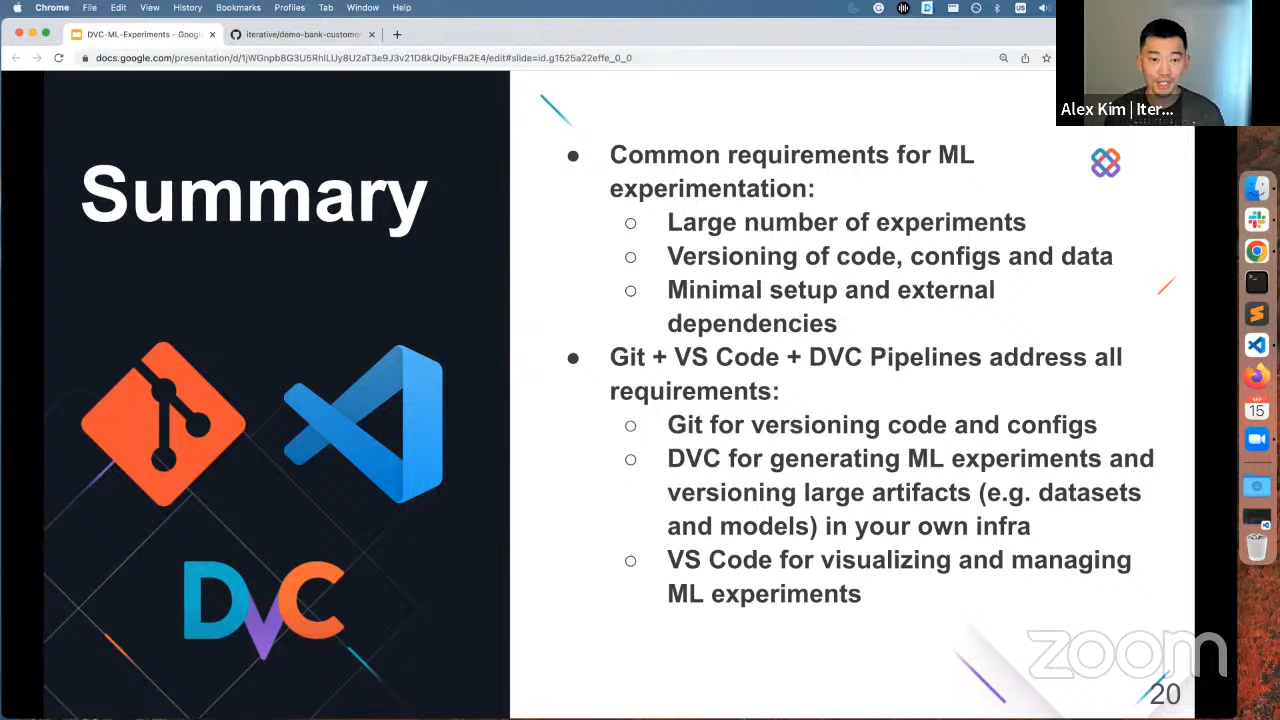 Chrome File Edit View History Bookmarks Profiles Tab Window Help
DVC-ML-Experiments - Googl
iterative/demo-bank-customer
docs.google.com/presentation/d/1jWGnpb8G3U5RhlLUy8U2aT3e9J3v21D8kQIbyFBa2E4/edit#slide=id.g1525a22effe_0_0
Alex Kim | Iter...
Summary
DVC
● Common requirements for ML
experimentation:
○ Large number of experiments
○ Versioning of code, configs and data
○ Minimal setup and external
dependencies
● Git + VS Code + DVC Pipelines address all
requirements:
○ Git for versioning code and configs
○ DVC for generating ML experiments and
versioning large artifacts (e.g. datasets
and models) in your own infra
○ VS Code for visualizing and managing
ML experiments
15
zoom
20